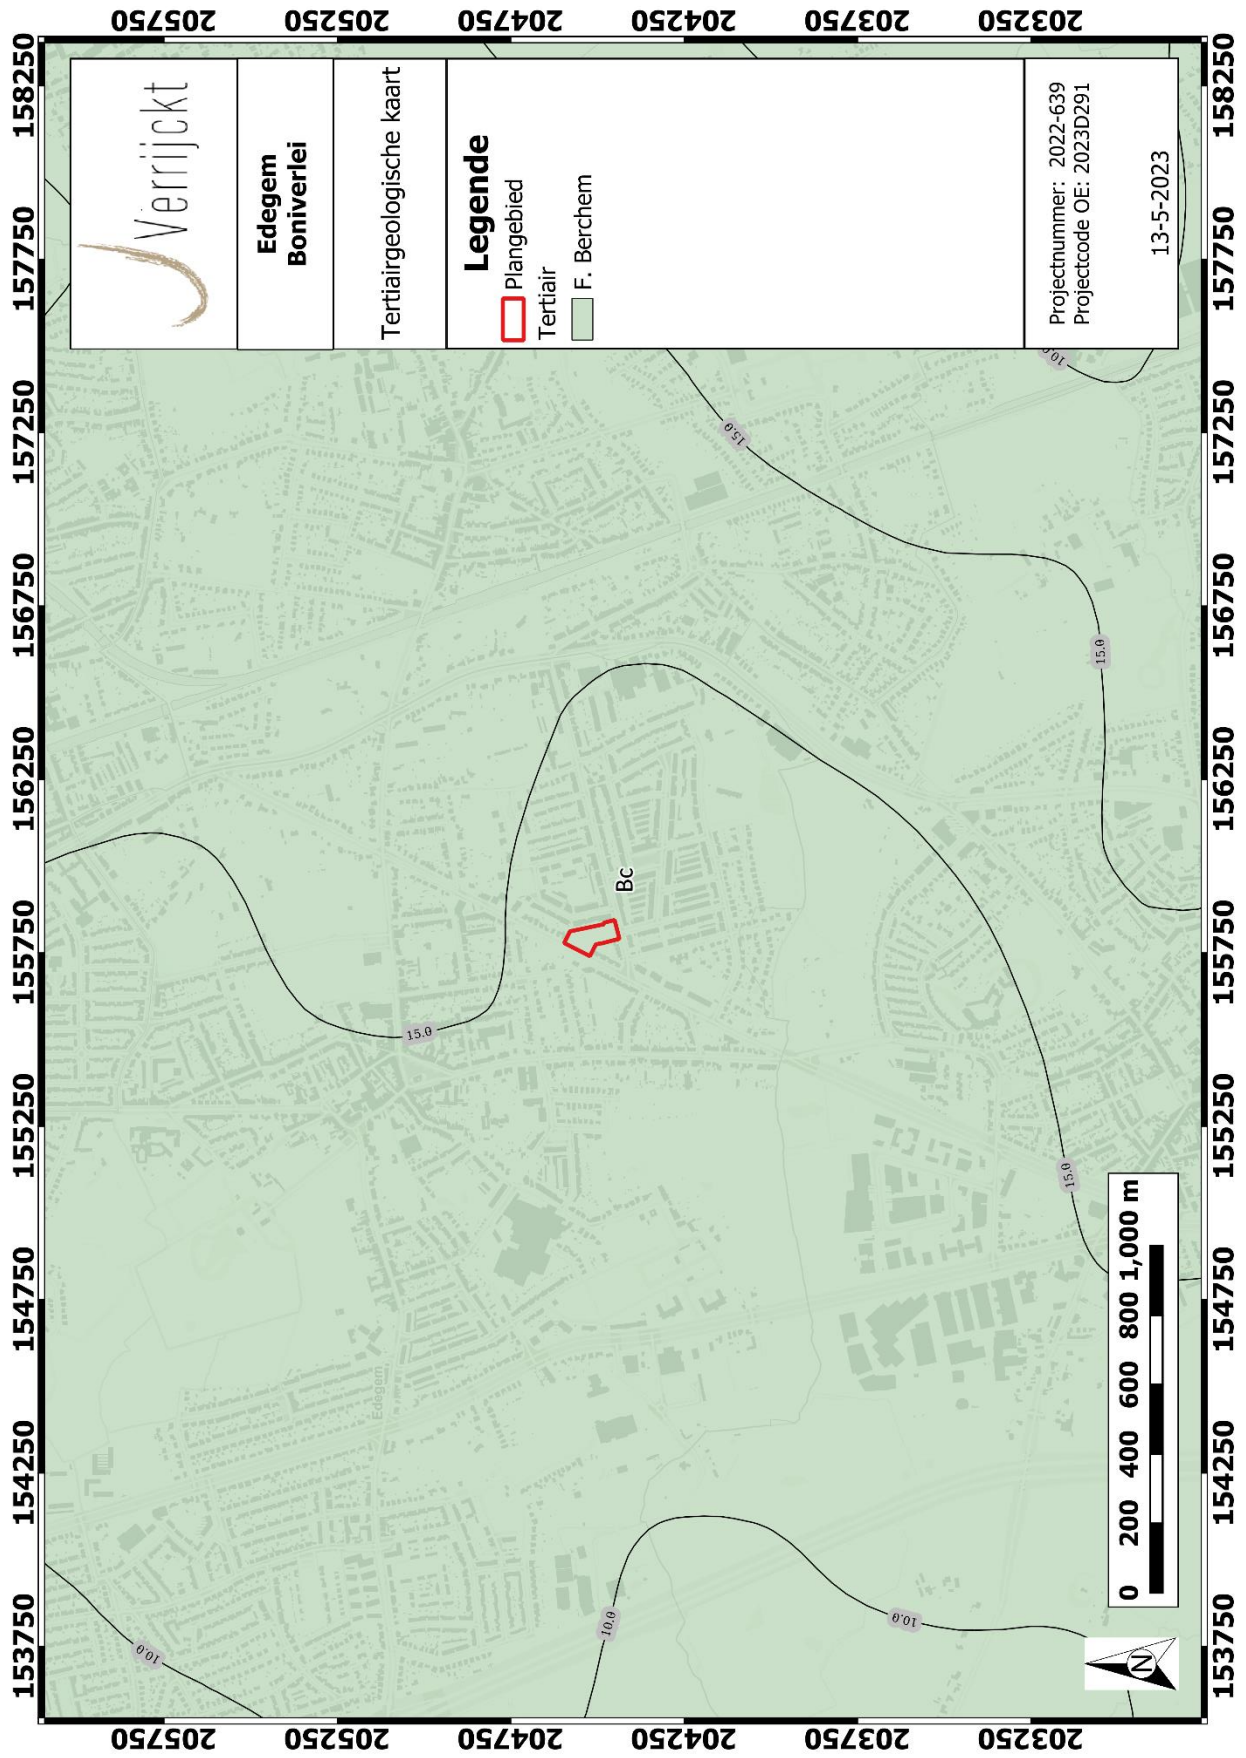 153750 154250 154750 155250 155750 156250 156750 157250 157750 158250
205750
205250
204750
204250
203750
203250
Verrijckt
Edegem
Boniverlei
Tertiairgeologische kaart
Legende
Plangebied
Tertiair
F. Berchem
Projectnummer: 2022-639
Projectcode OE: 2023D291
13-5-2023
10.0
Edegem
15.0
Bc
15.0
10.0
10.0
10.0
15.0
15.0
N
0 200 400 600 800 1,000 m
205750
205250
204750
204250
203750
203250
153750 154250 154750 155250 155750 156250 156750 157250 157750 158250